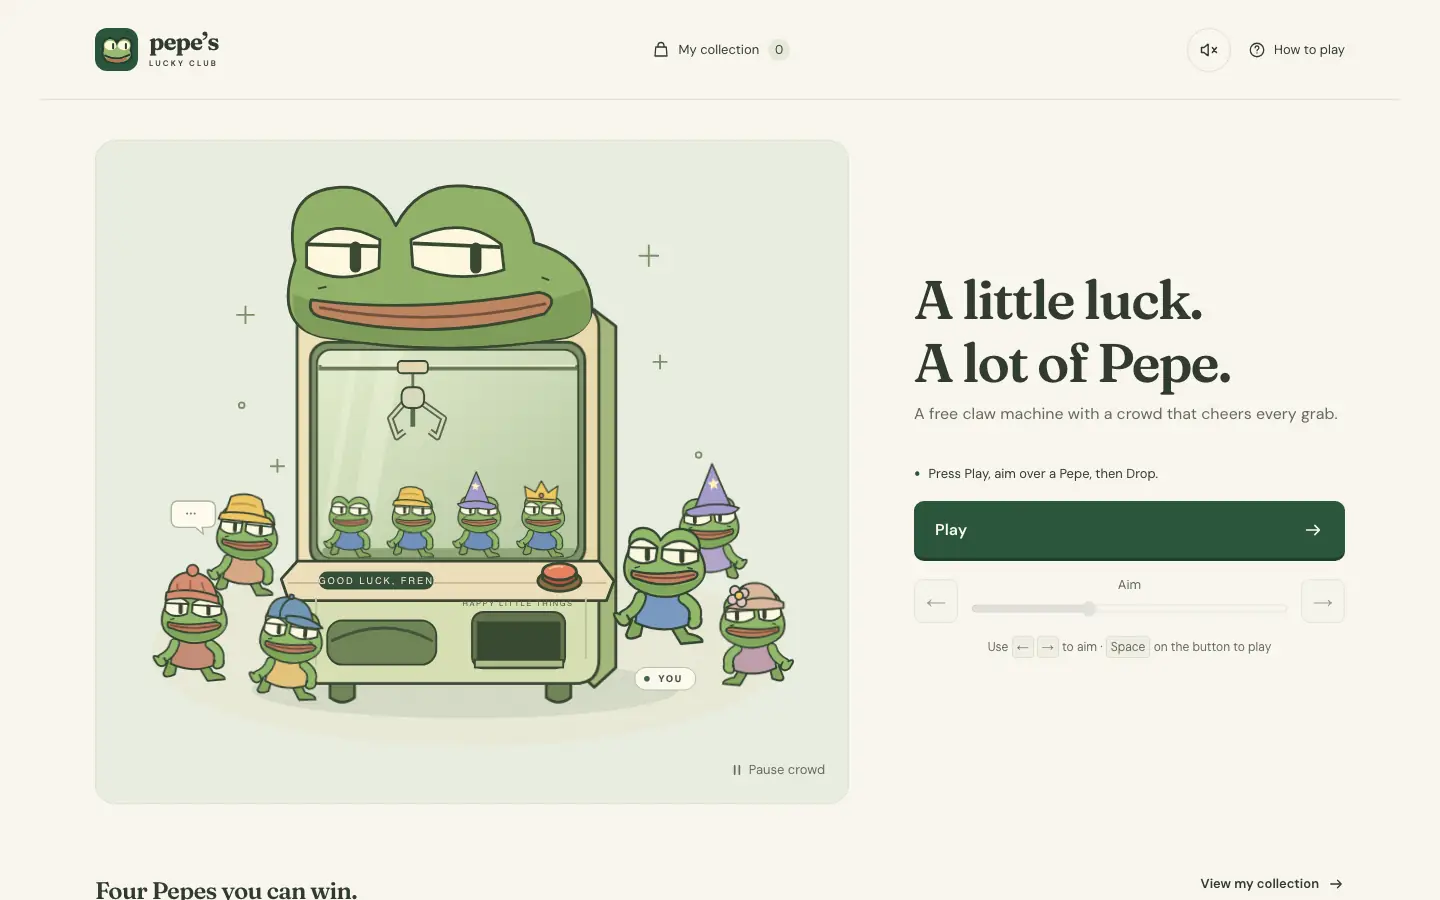 pepe's
LUCKY CLUB
My collection 0
How to play
A little luck.
A lot of Pepe.
A free claw machine with a crowd that cheers every grab.
• Press Play, aim over a Pepe, then Drop.
Play →
Aim
← →
Use ← → to aim · Space on the button to play
...
GOOD LUCK, FREN
HAPPY LITTLE THINGS
YOU
Pause crowd
Four Pepes you can win.
View my collection →